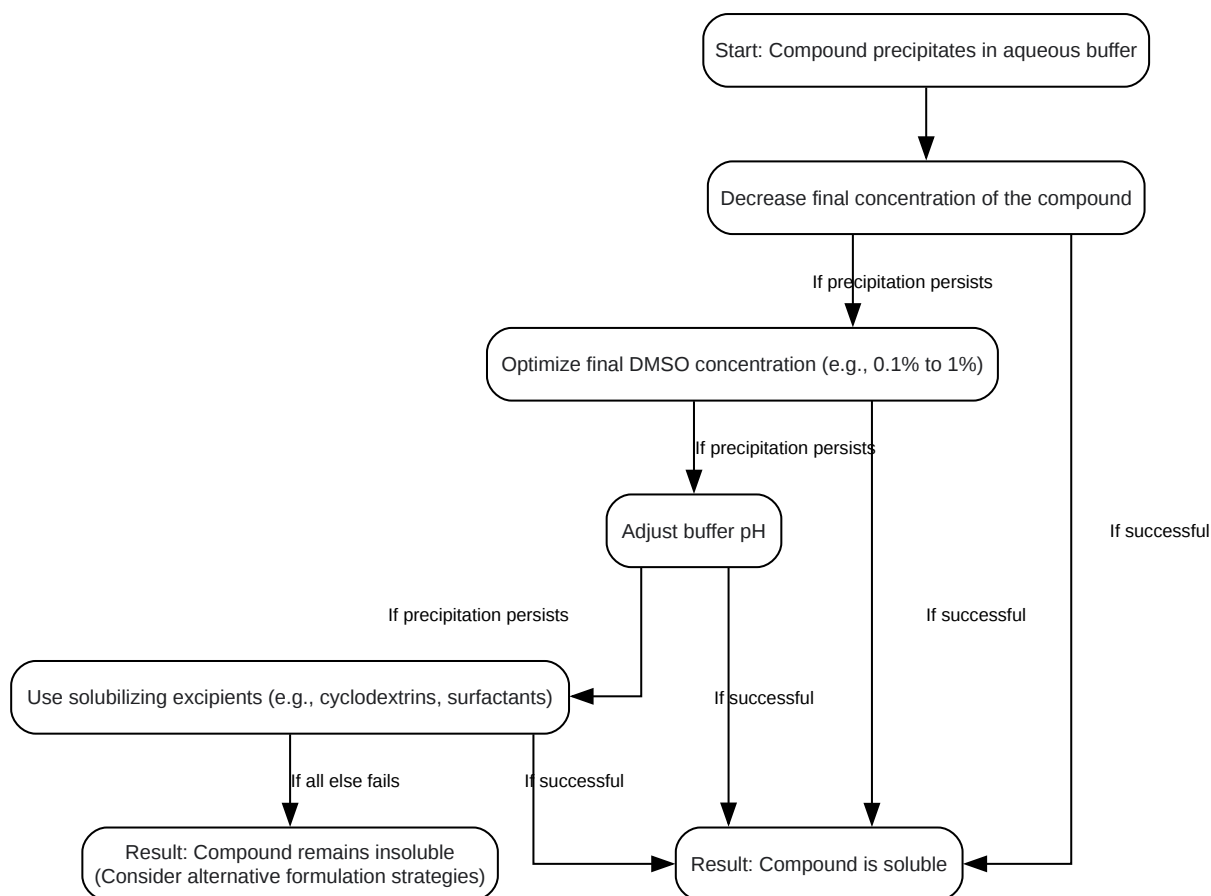 Start: Compound precipitates in aqueous buffer
Decrease final concentration of the compound
If precipitation persists
Optimize final DMSO concentration (e.g., 0.1% to 1%)
If precipitation persists
Adjust buffer pH
If successful
If precipitation persists
If successful
Use solubilizing excipients (e.g., cyclodextrins, surfactants)
If successful
If all else fails
If successful
Result: Compound remains insoluble
(Consider alternative formulation strategies)
Result: Compound is soluble